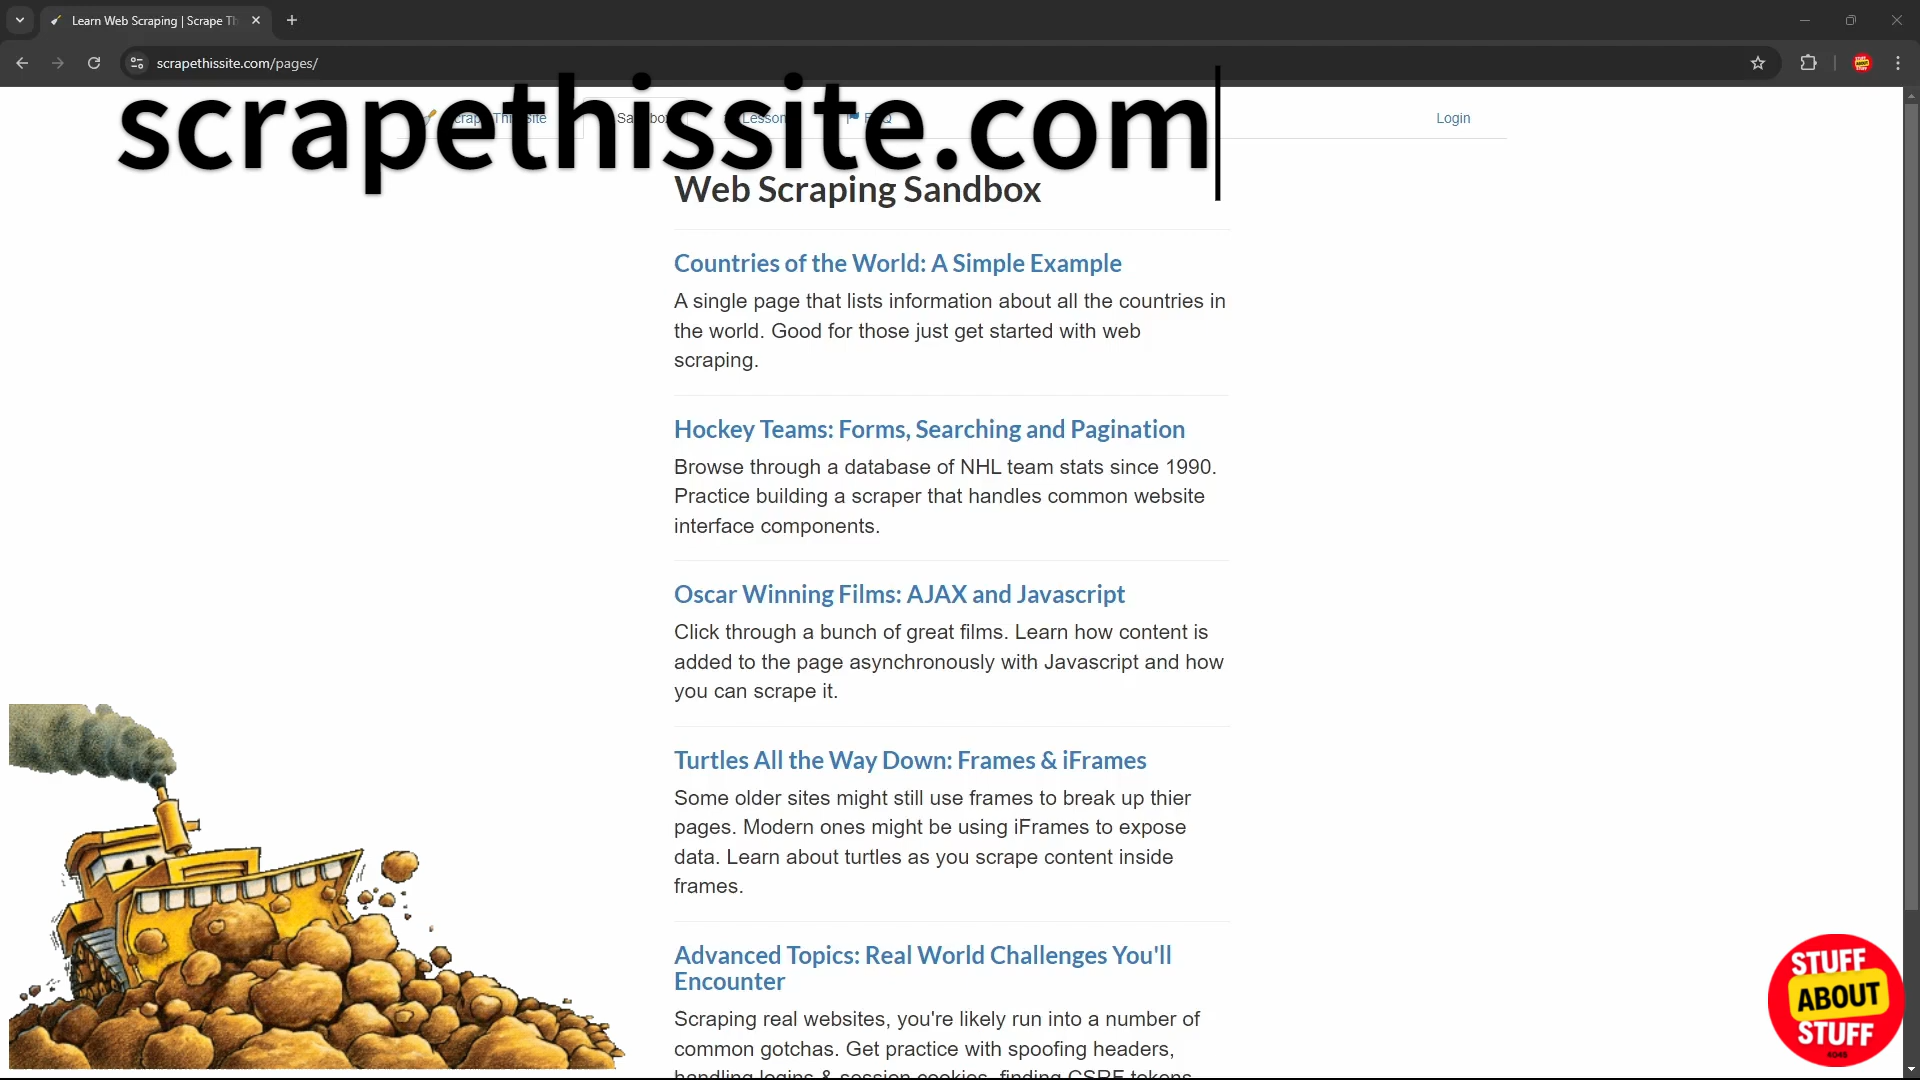 Learn Web Scraping | Scrape Th
scrapethissite.com/pages/
scrapethissite.com
Login
Web Scraping Sandbox
Countries of the World: A Simple Example
A single page that lists information about all the countries in
the world. Good for those just get started with web
scraping.
Hockey Teams: Forms, Searching and Pagination
Browse through a database of NHL team stats since 1990.
Practice building a scraper that handles common website
interface components.
Oscar Winning Films: AJAX and Javascript
Click through a bunch of great films. Learn how content is
added to the page asynchronously with Javascript and how
you can scrape it.
Turtles All the Way Down: Frames & iFrames
Some older sites might still use frames to break up thier
pages. Modern ones might be using iFrames to expose
data. Learn about turtles as you scrape content inside
frames.
Advanced Topics: Real World Challenges You'll
Encounter
Scraping real websites, you're likely run into a number of
common gotchas. Get practice with spoofing headers,
handling logins & session cookies, finding CSRF tokens
STUFF
ABOUT
STUFF